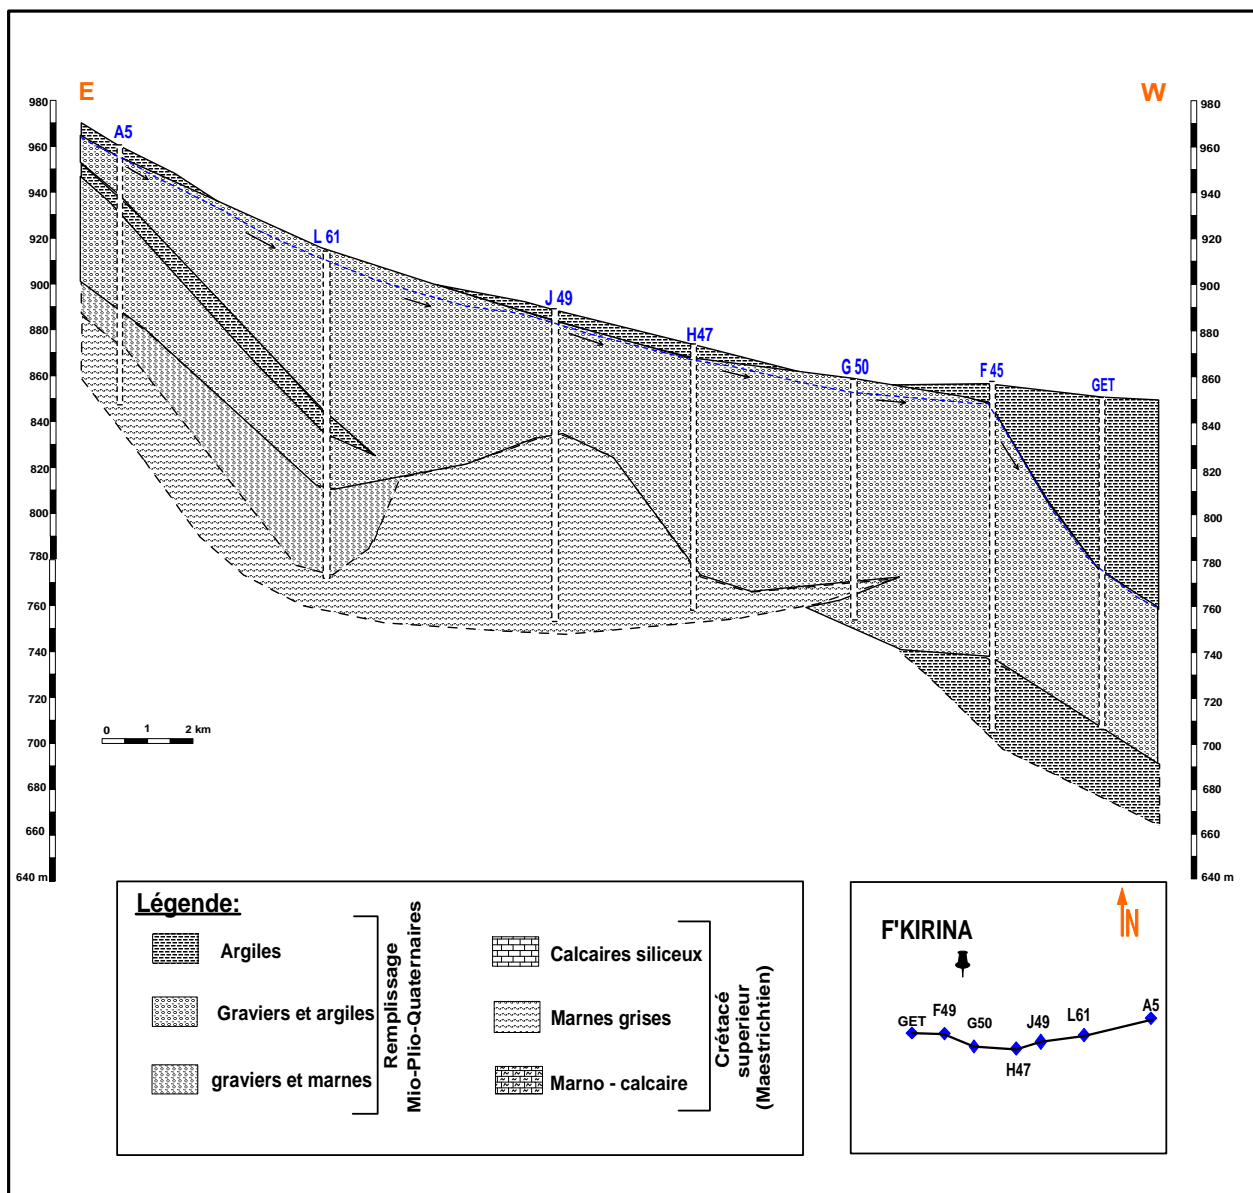 E
W
980
960
940
920
900
880
860
840
820
800
780
760
740
720
700
680
660
640 m
980
960
940
920
900
880
860
840
820
800
780
760
740
720
700
680
660
640 m
A5
L 61
J 49
H47
G 50
F 45
GET
0 1 2 km
Légende:
Argiles
Graviers et argiles
graviers et marnes
Remplissage
Mio-Plio-Quaternaires
Calcaires siliceux
Marnes grises
Marno - calcaire
Crétacé
superieur
(Maestrichtien)
N
F'KIRINA
GET
F49
G50
H47
J49
L61
A5